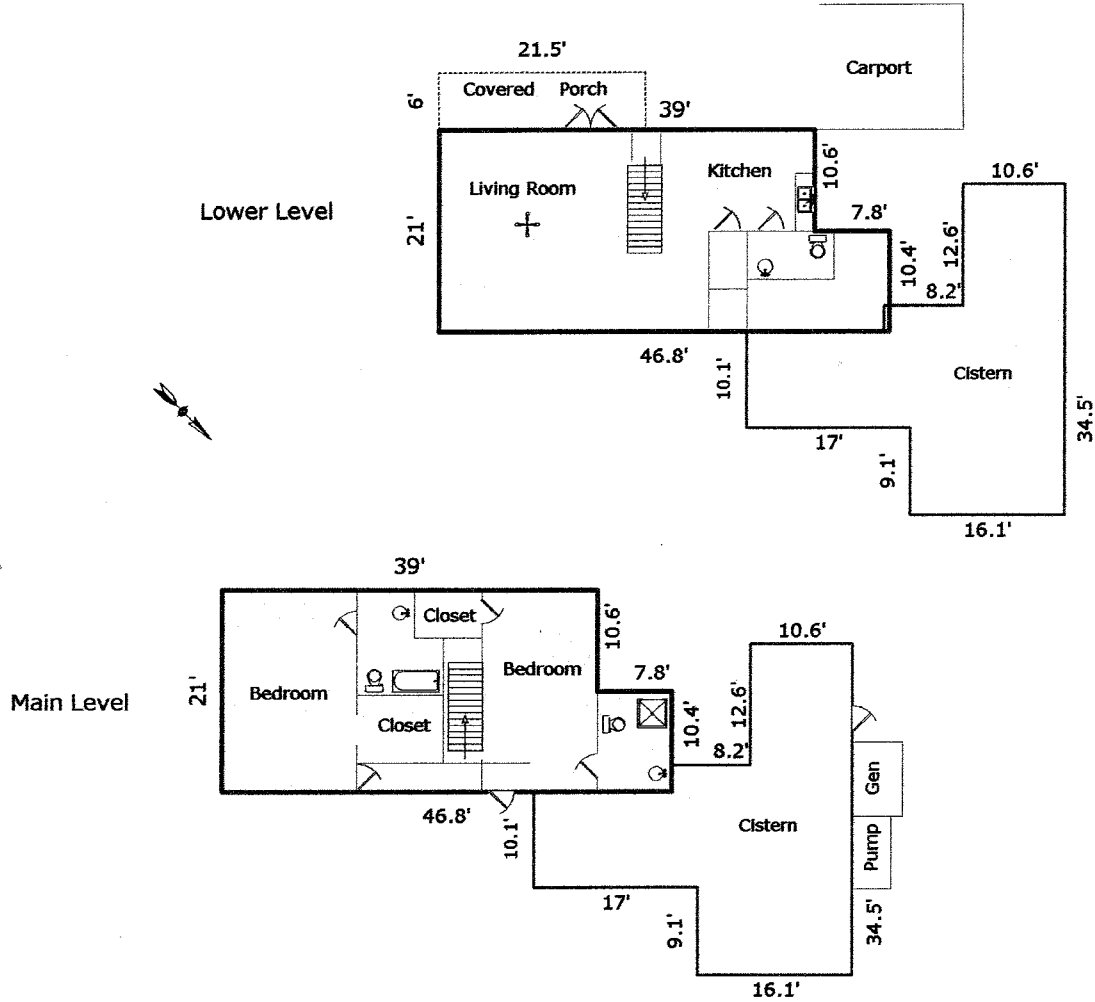 21.5'
Covered Porch
6'
39'
Carport
Lower Level
Living Room
Kitchen
10.6'
10.6'
21'
7.8'
12.6'
10.4'
8.2'
46.8'
10.1'
Cistern
17'
34.5'
9.1'
16.1'
39'
Closet
10.6'
10.6'
Main Level
21'
Bedroom
Bedroom
7.8'
Closet
10.4'
12.6'
8.2'
Gen
46.8'
10.1'
Cistern
Pump
17'
9.1'
34.5'
16.1'